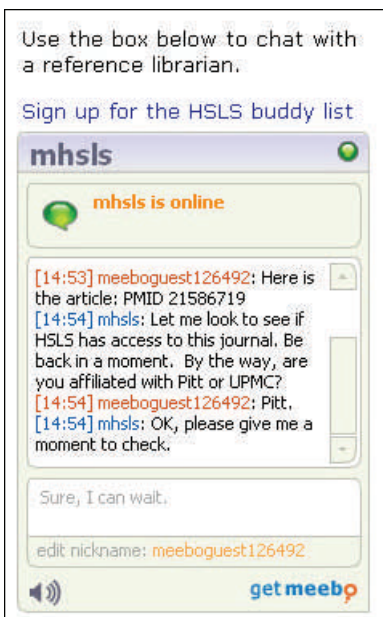 Use the box below to chat with
a reference librarian.
Sign up for the HSLS buddy list
mhsls
mhsls is online
[14:53] meeboguest126492: Here is
the article: PMID 21586719
[14:54] mhsls: Let me look to see if
HSLS has access to this journal. Be
back in a moment.  By the way, are
you affiliated with Pitt or UPMC?
[14:54] meeboguest126492: Pitt.
[14:54] mhsls: OK, please give me a
moment to check.
Sure, I can wait.
edit nickname: meeboguest126492
get meebo